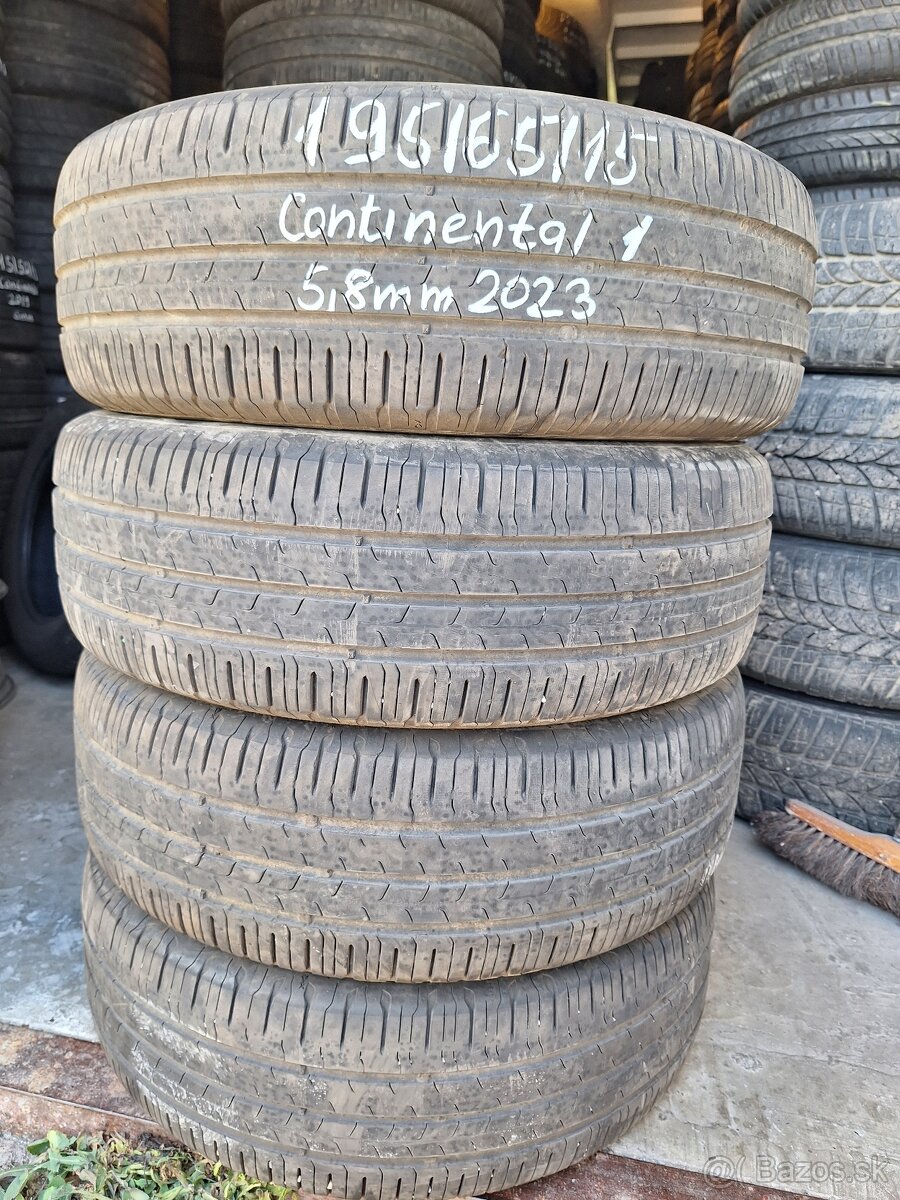 195/65/15
Continental 1
5,8mm 2023
Bazos.sk